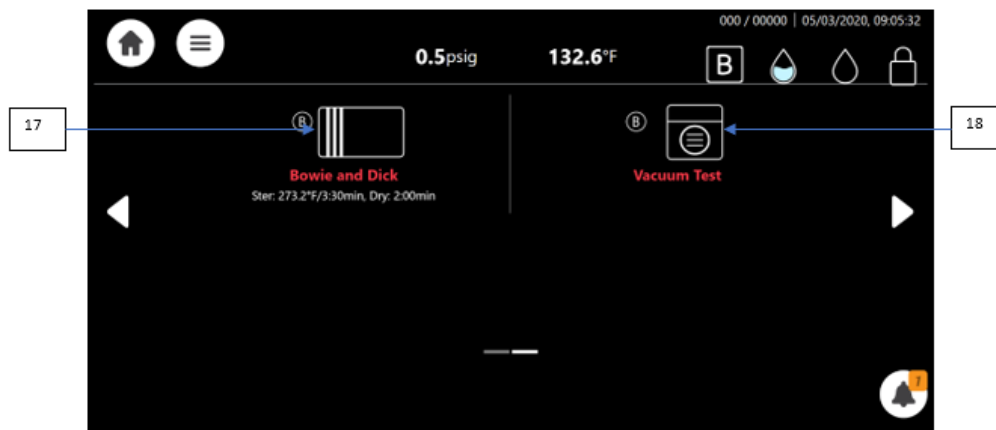 000 / 00000 | 05/03/2020, 09:05:32
0.5psig 132.6°F B
17
18
B
B
Bowie and Dick
Vacuum Test
Ster: 273.2°F/3:30min, Dry: 2:00min
1